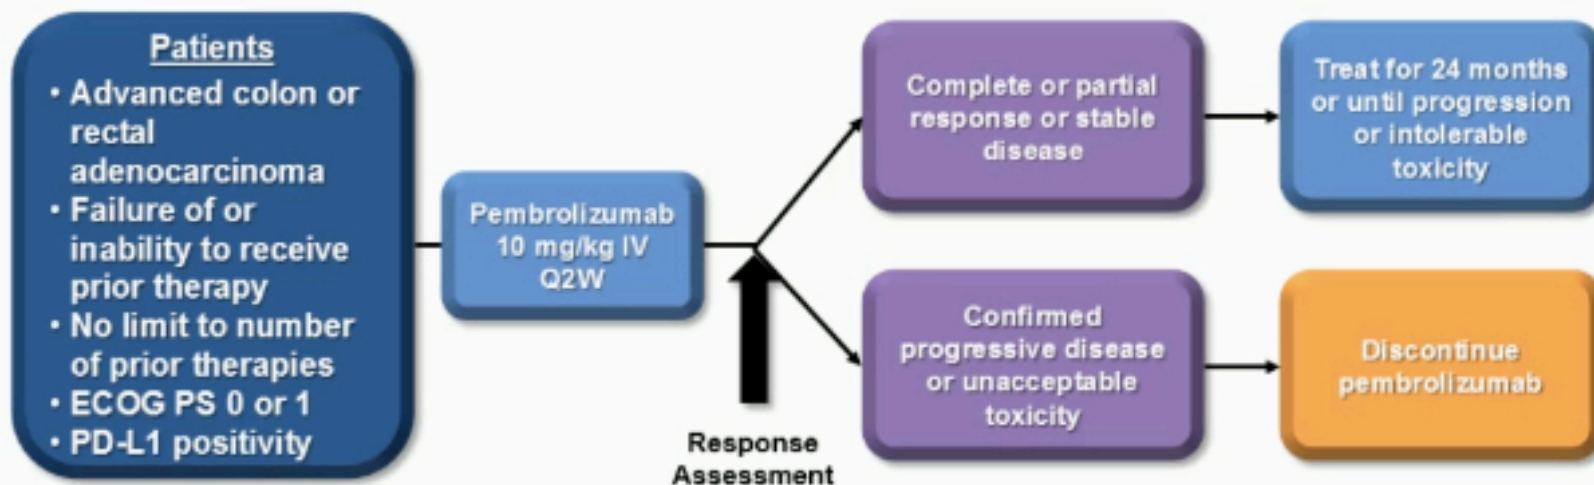 Patients
• Advanced colon or
rectal
adenocarcinoma
• Failure of or
inability to receive
prior therapy
• No limit to number
of prior therapies
• ECOG PS 0 or 1
• PD-L1 positivity
Pembrolizumab
10 mg/kg IV
Q2W
Response
Assessment
Complete or partial
response or stable
disease
Treat for 24 months
or until progression
or intolerable
toxicity
Confirmed
progressive disease
or unacceptable
toxicity
Discontinue
pembrolizumab